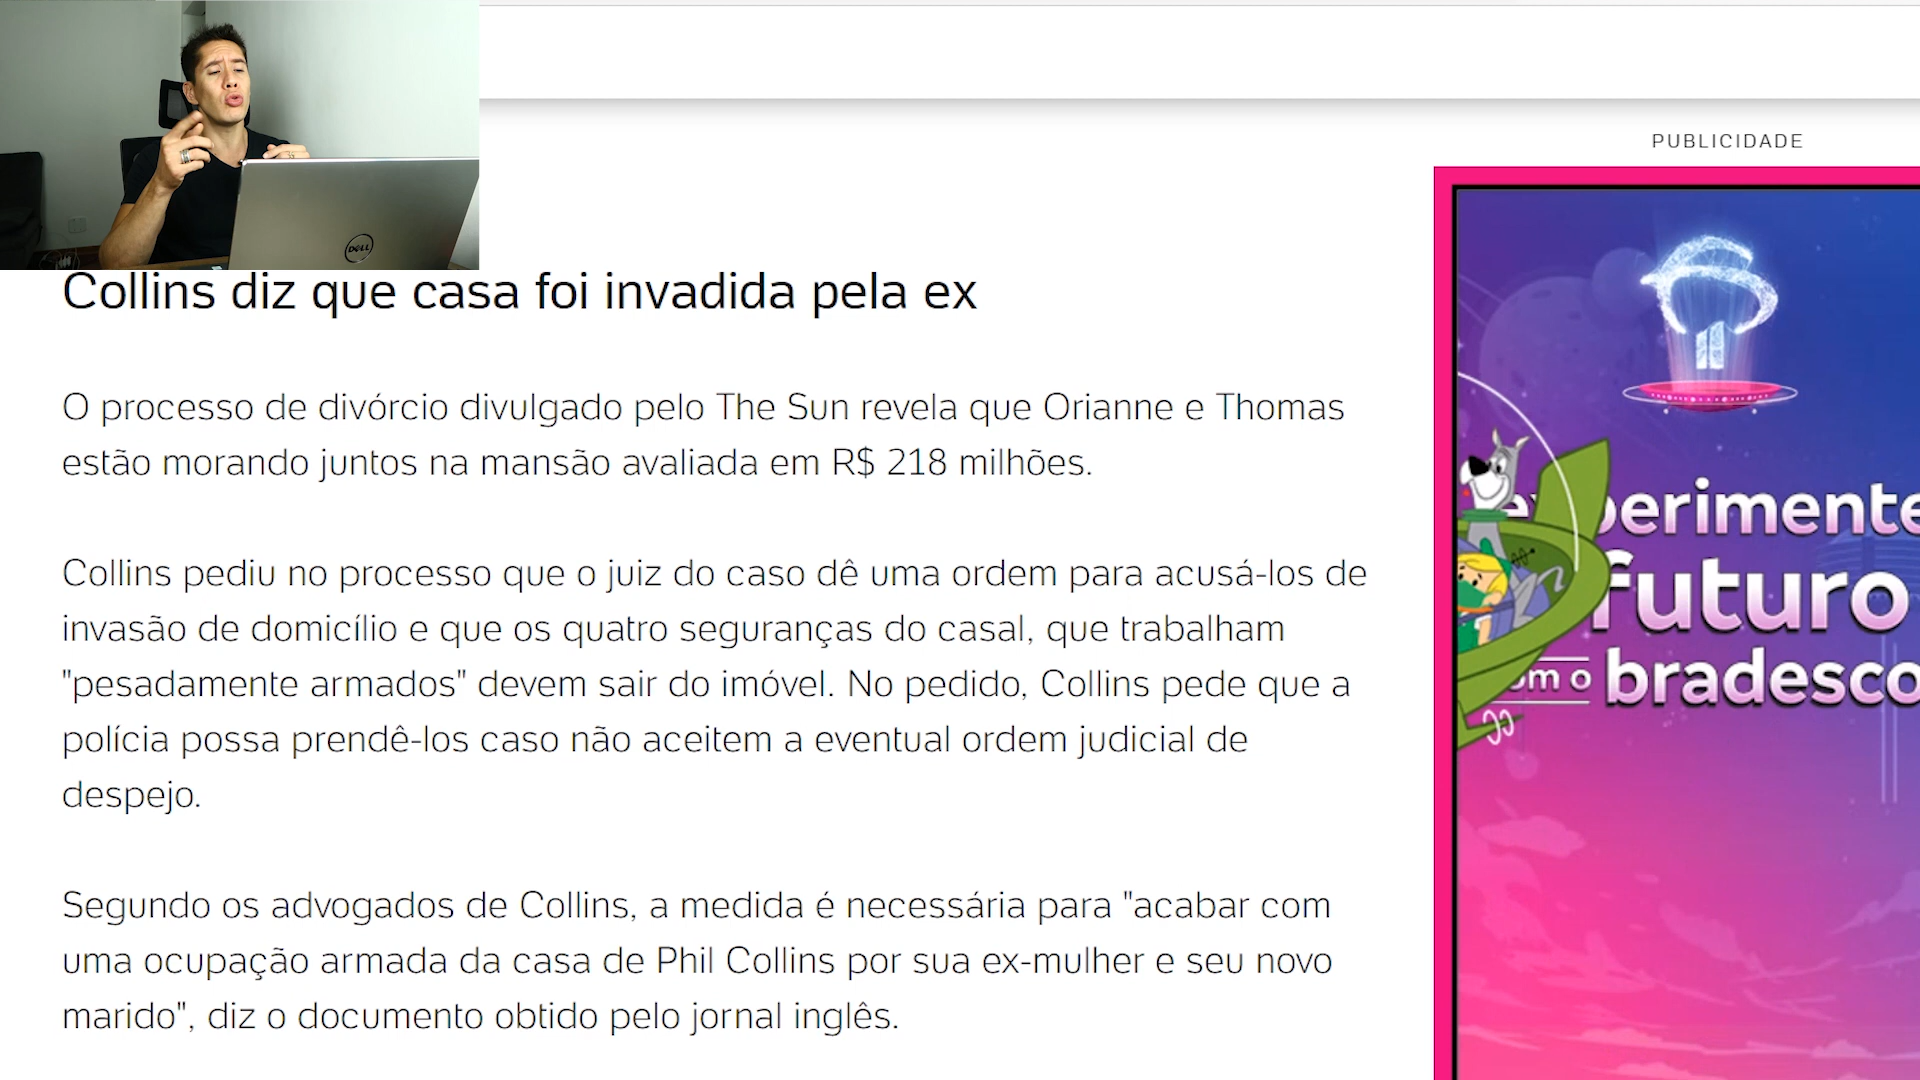 DELL
PUBLICIDADE
Collins diz que casa foi invadida pela ex
O processo de divórcio divulgado pelo The Sun revela que Orianne e Thomas
estão morando juntos na mansão avaliada em R$ 218 milhões.
Collins pediu no processo que o juiz do caso dê uma ordem para acusá-los de
invasão de domicílio e que os quatro seguranças do casal, que trabalham
"pesadamente armados" devem sair do imóvel. No pedido, Collins pede que a
polícia possa prendê-los caso não aceitem a eventual ordem judicial de
despejo.
Segundo os advogados de Collins, a medida é necessária para "acabar com
uma ocupação armada da casa de Phil Collins por sua ex-mulher e seu novo
marido", diz o documento obtido pelo jornal inglês.
futuro
o bradesco